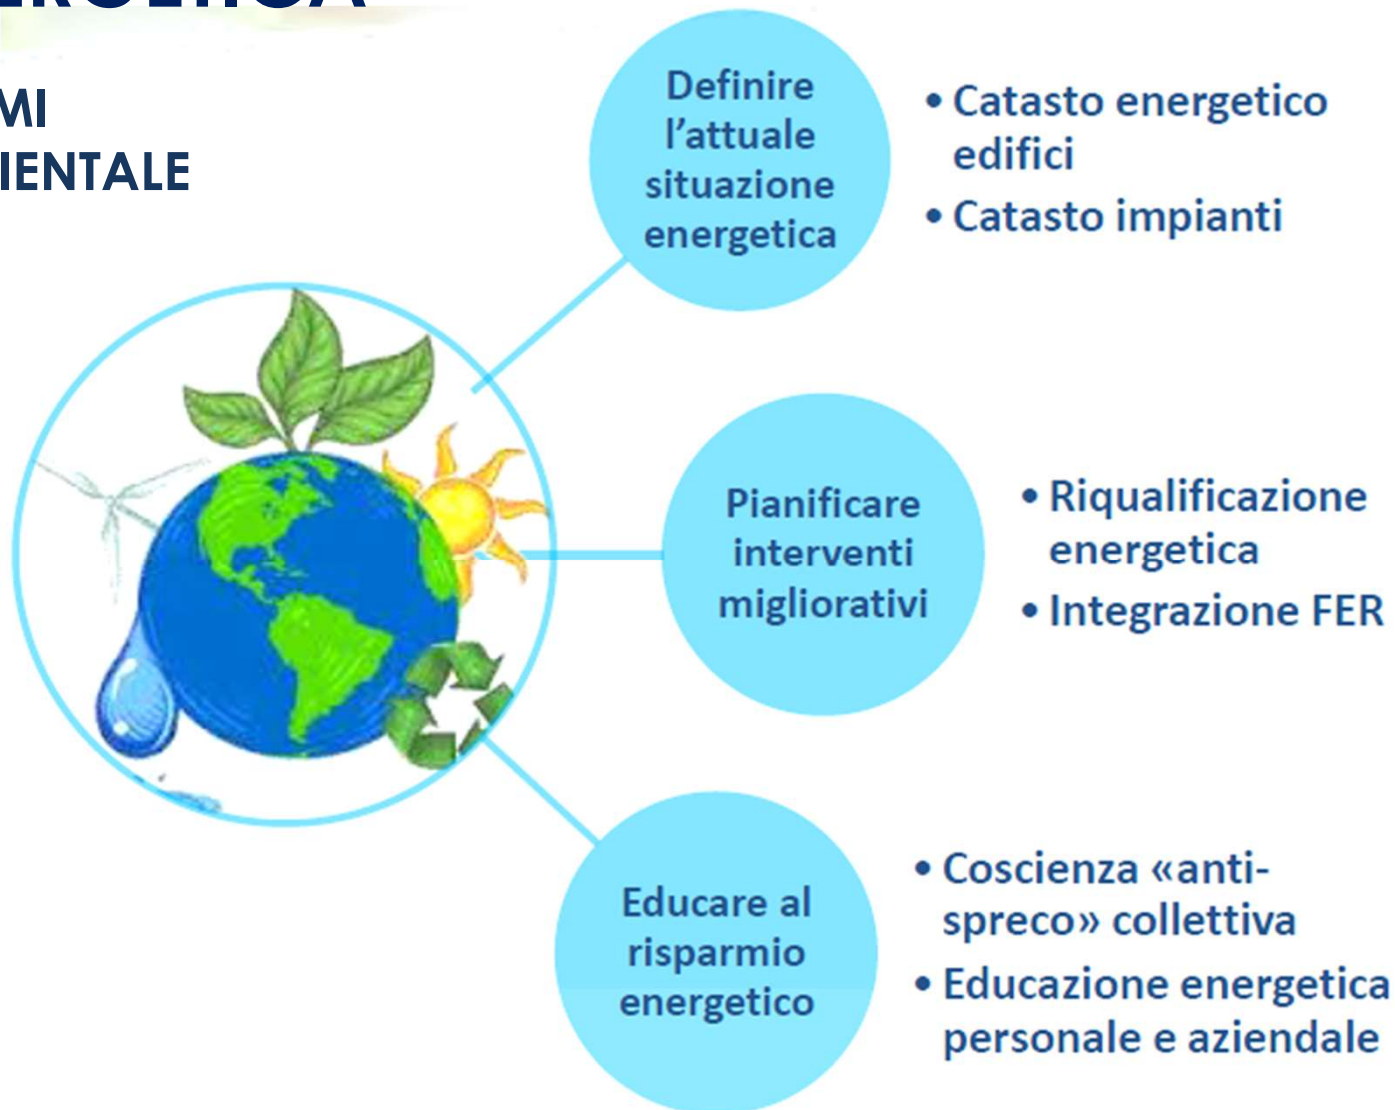 ERGETICA
MI
IENTALE
Definire
l'attuale
situazione
energetica
• Catasto energetico
edifici
• Catasto impianti
Pianificare
interventi
migliorativi
• Riqualificazione
energetica
• Integrazione FER
Educare al
risparmio
energetico
• Coscienza «anti-
spreco» collettiva
• Educazione energetica
personale e aziendale